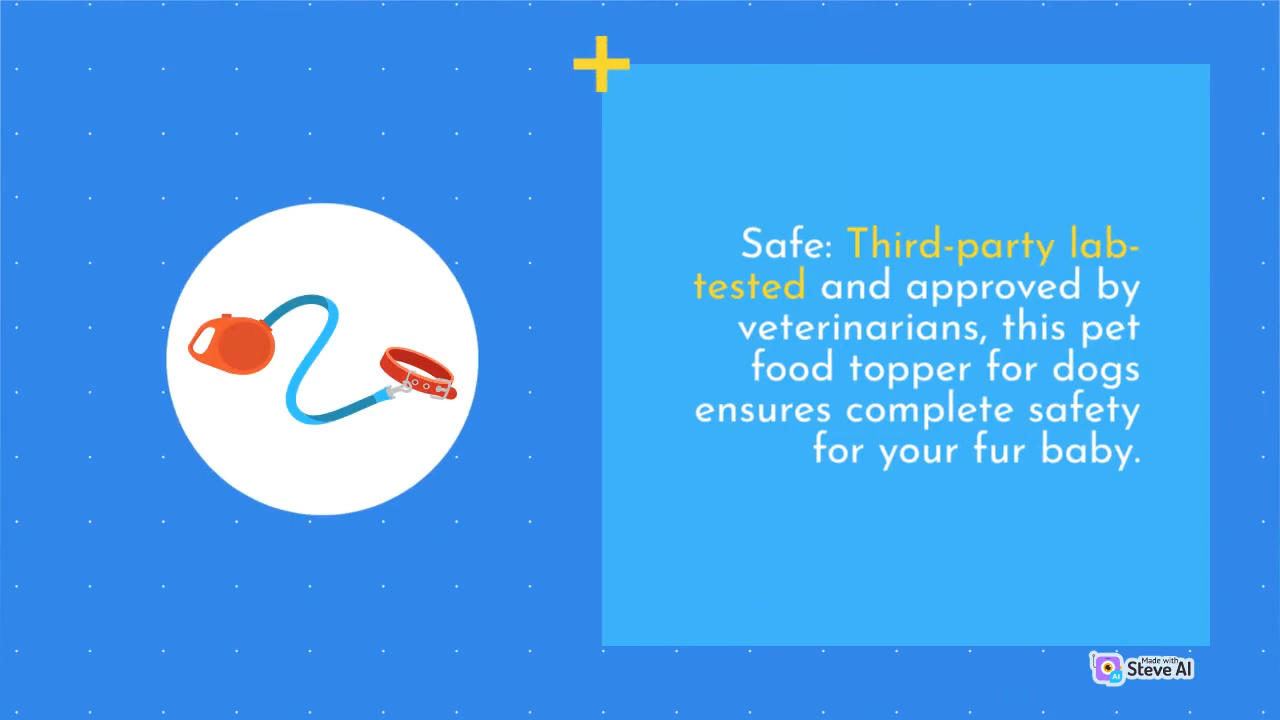 Safe: Third-party lab-
tested and approved by
veterinarians, this pet
food topper for dogs
ensures complete safety
for your fur baby.
Made with
Steve AI
AI